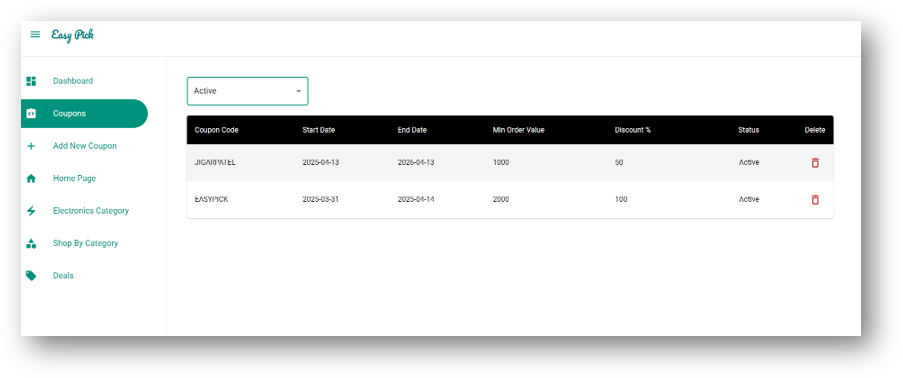 Easy Pick
Dashboard
Coupons
Add New Coupon
Home Page
Electronics Category
Shop By Category
Deals
Active
Coupon Code Start Date End Date Min Order Value Discount % Status Delete
JIGARPATEL 2025-04-13 2026-04-13 1000 50 Active
EASYPICK 2025-03-31 2025-04-14 2000 100 Active